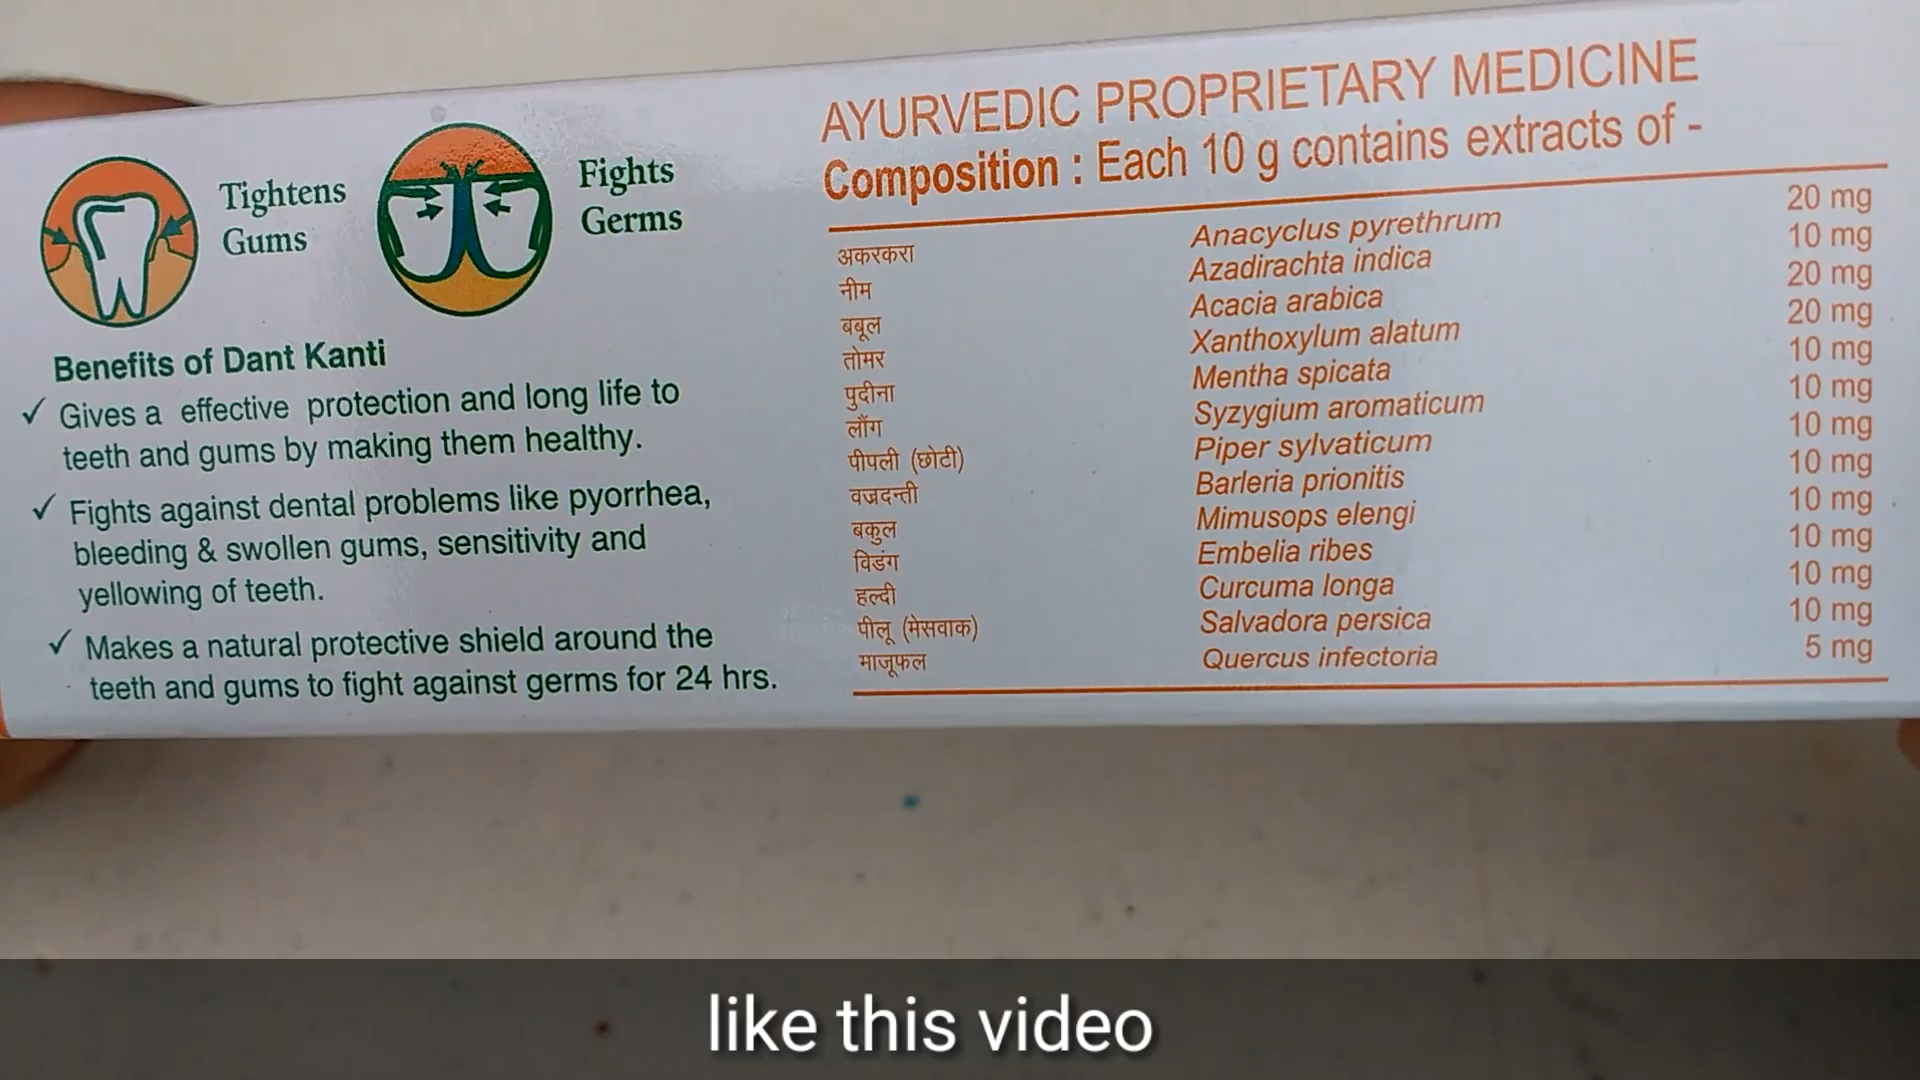 Tightens
Gums
Fights
Germs
Benefits of Dant Kanti
✓ Gives a effective protection and long life to
teeth and gums by making them healthy.
✓ Fights against dental problems like pyorrhea,
bleeding & swollen gums, sensitivity and
yellowing of teeth.
✓ Makes a natural protective shield around the
teeth and gums to fight against germs for 24 hrs.
AYURVEDIC PROPRIETARY MEDICINE
Composition : Each 10 g contains extracts of -
अकरकरा Anacyclus pyrethrum 20 mg
नीम Azadirachta indica 10 mg
बबूल Acacia arabica 20 mg
तोमर Xanthoxylum alatum 20 mg
पुदीना Mentha spicata 10 mg
लौंग Syzygium aromaticum 10 mg
पीपली (छोटी) Piper sylvaticum 10 mg
वज्रदन्ती Barleria prionitis 10 mg
बकुल Mimusops elengi 10 mg
विडंग Embelia ribes 10 mg
हल्दी Curcuma longa 10 mg
पीलू (मेसवाक) Salvadora persica 10 mg
माजूफल Quercus infectoria 5 mg
like this video